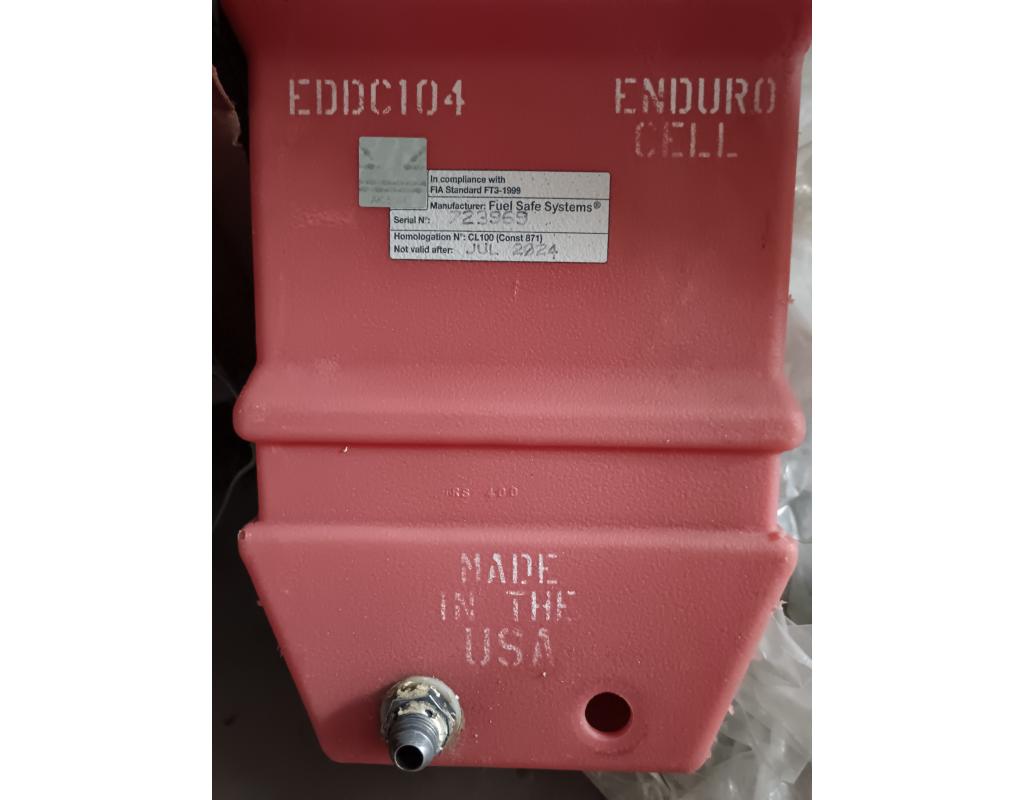 EDDC104
ENDURO
CELL
In compliance with
FIA Standard FT3-1999
Manufacturer: Fuel Safe Systems®
Serial N°: 723969
Homologation N°: CL100 (Const 871)
Not valid after: JUL 2024
400
MADE
IN THE
USA